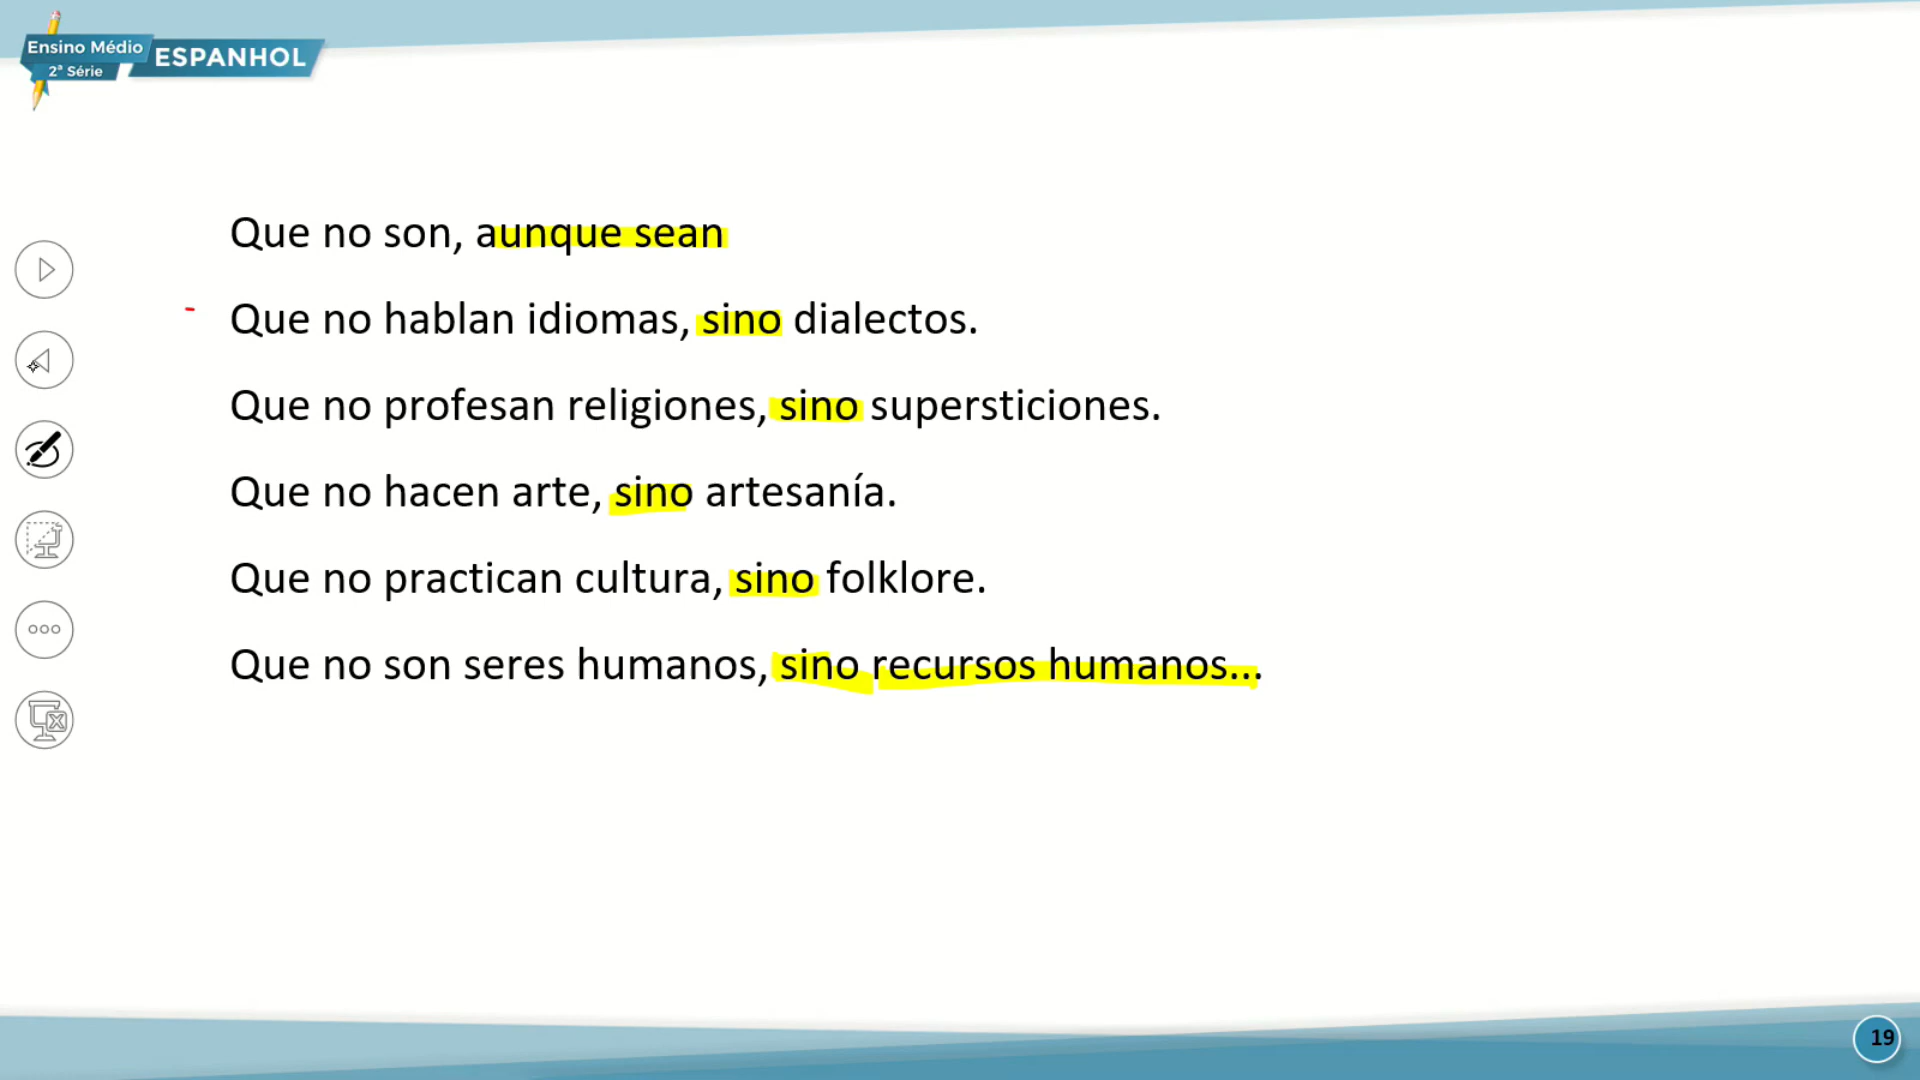 Ensino Médio
2ª Série
ESPANHOL
Que no son, aunque sean
Que no hablan idiomas, sino dialectos.
Que no profesan religiones, sino supersticiones.
Que no hacen arte, sino artesanía.
Que no practican cultura, sino folklore.
Que no son seres humanos, sino recursos humanos...
19